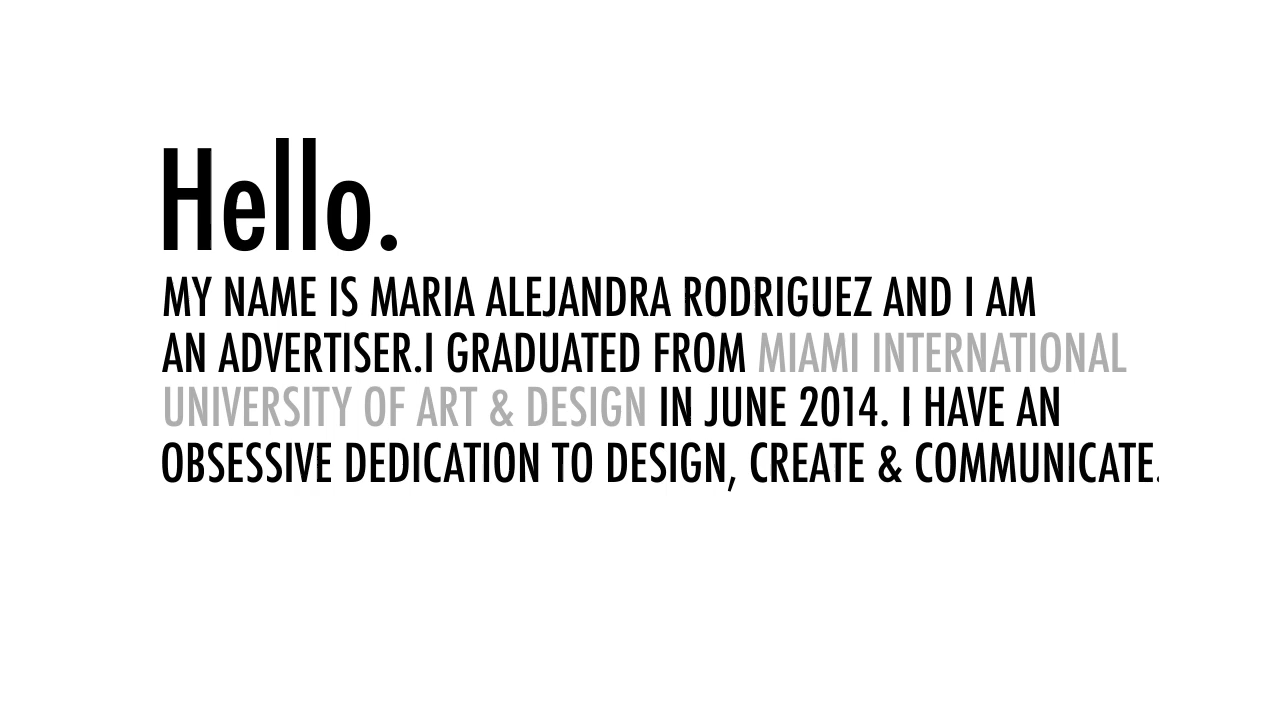 Hello.
MY NAME IS MARIA ALEJANDRA RODRIGUEZ AND I AM
AN ADVERTISER.I GRADUATED FROM MIAMI INTERNATIONAL
UNIVERSITY OF ART & DESIGN IN JUNE 2014. I HAVE AN
OBSESSIVE DEDICATION TO DESIGN, CREATE & COMMUNICATE.